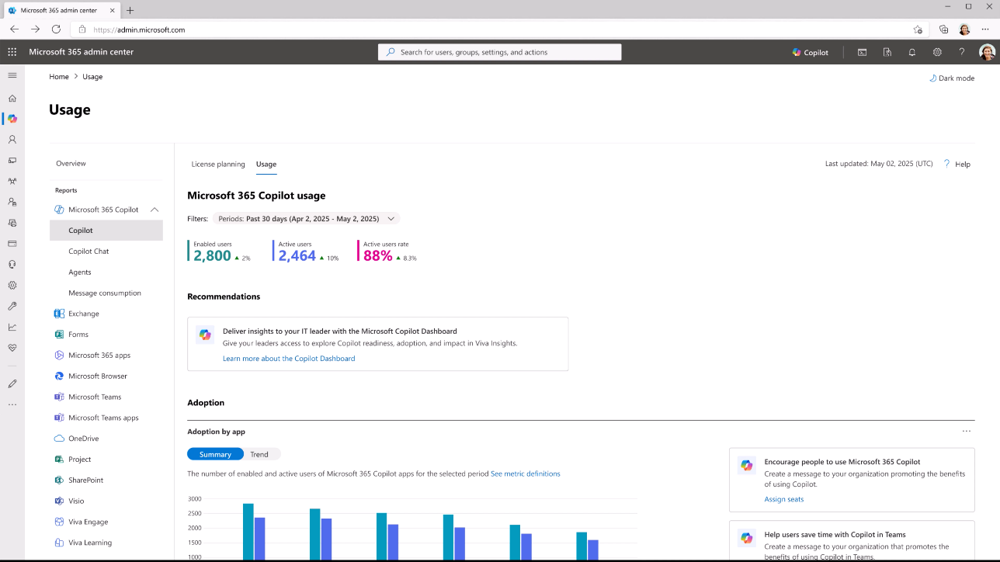 Microsoft 365 admin center
https://admin.microsoft.com
Microsoft 365 admin center
Search for users, groups, settings, and actions
Copilot
Home > Usage
Dark mode
Usage
Overview
Reports
Microsoft 365 Copilot
Copilot
Copilot Chat
Agents
Message consumption
Exchange
Forms
Microsoft 365 apps
Microsoft Browser
Microsoft Teams
Microsoft Teams apps
OneDrive
Project
SharePoint
Visio
Viva Engage
Viva Learning
License planning
Usage
Last updated: May 02, 2025 (UTC)
? Help
Microsoft 365 Copilot usage
Filters:
Periods: Past 30 days (Apr 2, 2025 - May 2, 2025)
Enabled users
2,800 ▲ 2%
Active users
2,464 ▲ 10%
Active users rate
88% ▲ 8.3%
Recommendations
Deliver insights to your IT leader with the Microsoft Copilot Dashboard
Give your leaders access to explore Copilot readiness, adoption, and impact in Viva Insights.
Learn more about the Copilot Dashboard
Adoption
Adoption by app
Summary
Trend
The number of enabled and active users of Microsoft 365 Copilot apps for the selected period See metric definitions
3000
2500
2000
1500
1000
Encourage people to use Microsoft 365 Copilot
Create a message to your organization promoting the benefits
of using Copilot.
Assign seats
Help users save time with Copilot in Teams
Create a message to your organization that promotes the
benefits of using Copilot in Teams.